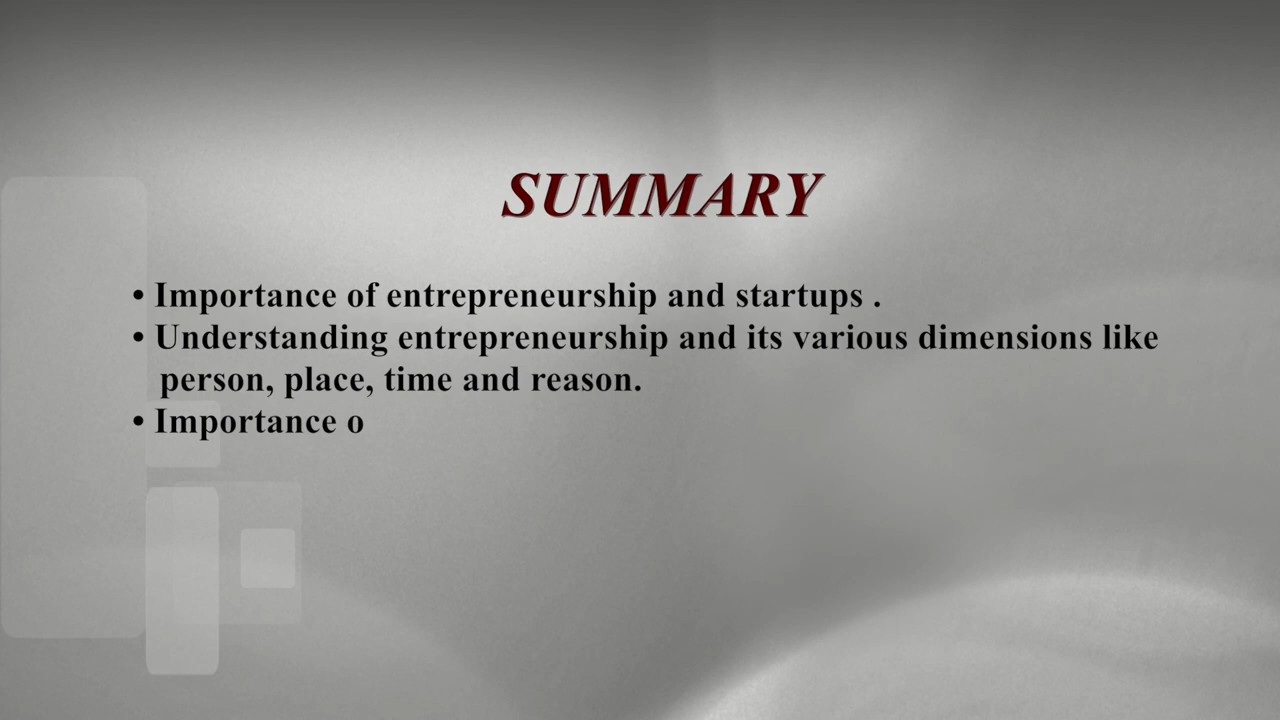 SUMMARY
• Importance of entrepreneurship and startups .
• Understanding entrepreneurship and its various dimensions like
person, place, time and reason.
• Importance o